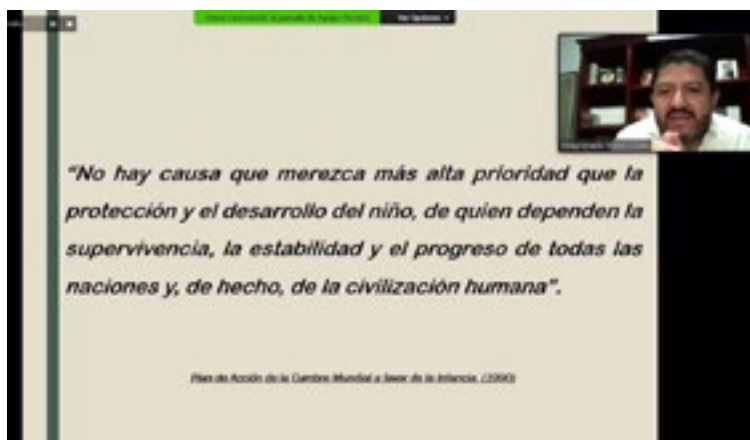 Ver Opciones
"No hay causa que merezca más alta prioridad que la
protección y el desarrollo del niño, de quien dependen la
supervivencia, la estabilidad y el progreso de todas las
naciones y, de hecho, de la civilización humana".
Plan de Acción de la Cumbre Mundial a favor de la Infancia. (1990)